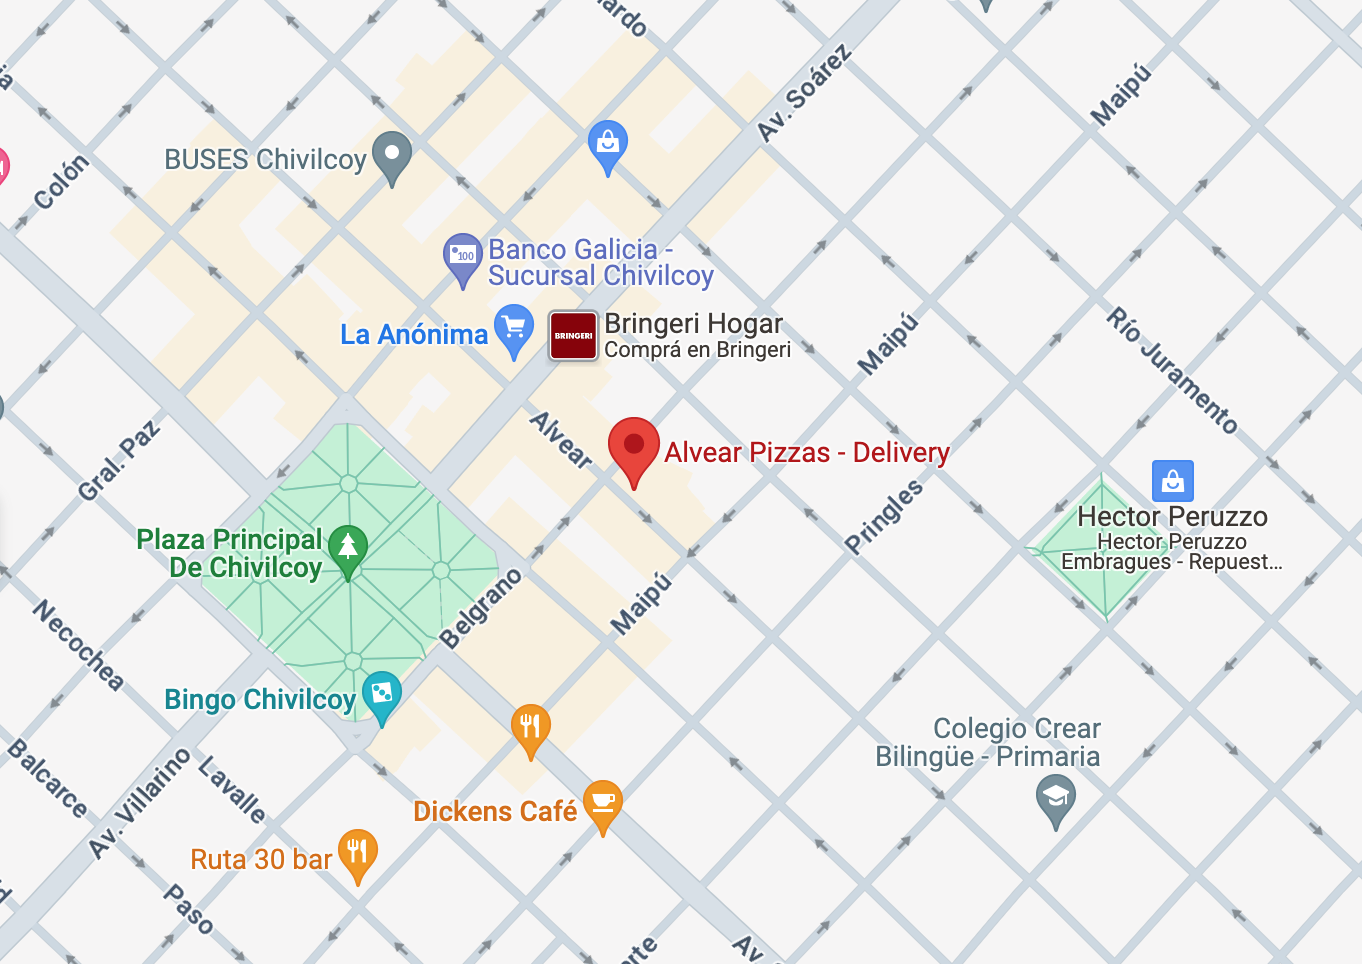 Av. Soárez
Maipú
BUSES Chivilcoy
Colón
Banco Galicia -
Sucursal Chivilcoy
100
La Anónima
BRINGERI
Bringeri Hogar
Comprá en Bringeri
Maipú
Río Juramento
Alvear
Alvear Pizzas - Delivery
Gral. Paz
Pringles
Hector Peruzzo
Hector Peruzzo
Embragues - Repuest...
Plaza Principal
De Chivilcoy
Belgrano
Maipú
Necochea
Bingo Chivilcoy
Colegio Crear
Bilingüe - Primaria
Balcarce
Av. Villarino
Lavalle
Dickens Café
Ruta 30 bar
Paso
Av.